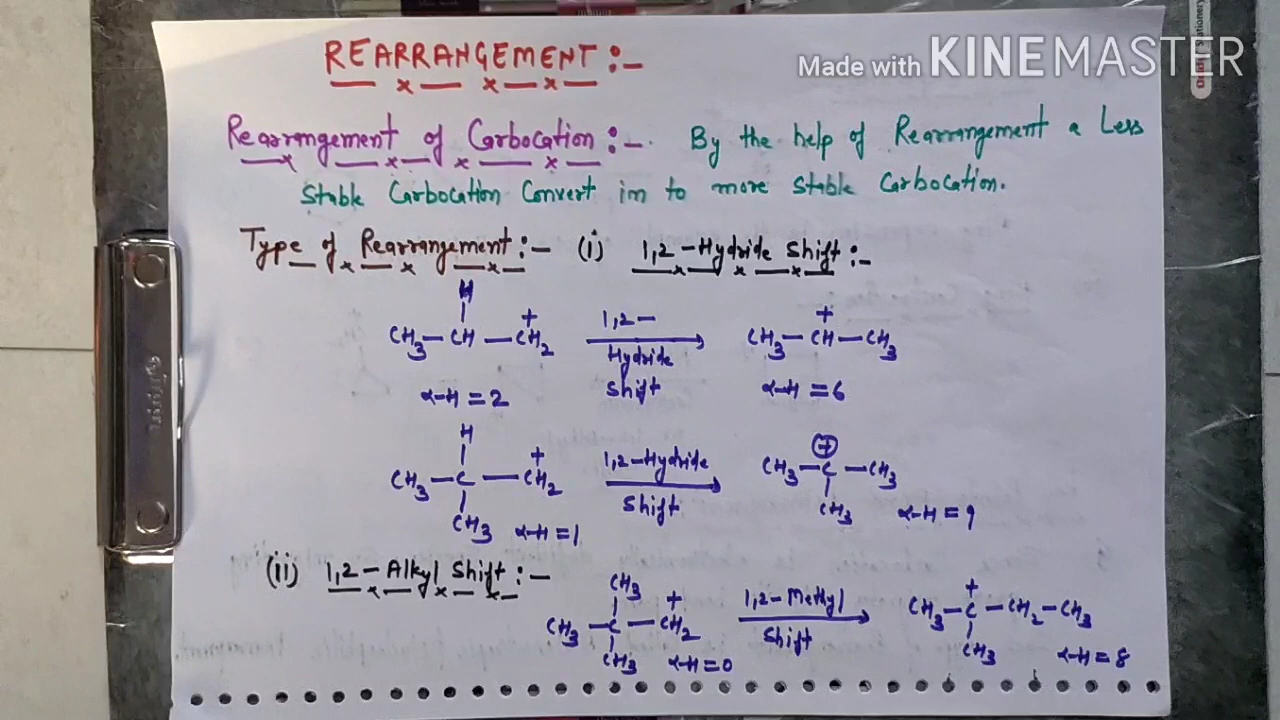 REARRANGEMENT:-
Made with KINEMASTER
Rearrangement of Carbocation:- By the help of Rearrangement a Less
Stable Carbocation Convert in to more Stable Carbocation.
Type of Rearrangement:- (i) 1,2-Hydride Shift:-
H
CH3-CH-CH2+ 1,2- Hydride Shift CH3-CH+-CH3
α-H=2 α-H=6
H
CH3-C-CH2+ 1,2-Hydride Shift CH3-C⊕-CH3
CH3 α-H=1 CH3 α-H=9
(ii) 1,2-Alkyl Shift:-
CH3
CH3-C-CH2+ 1,2-Methyl Shift CH3-C+-CH2-CH3
CH3 α-H=0 CH3 α-H=8